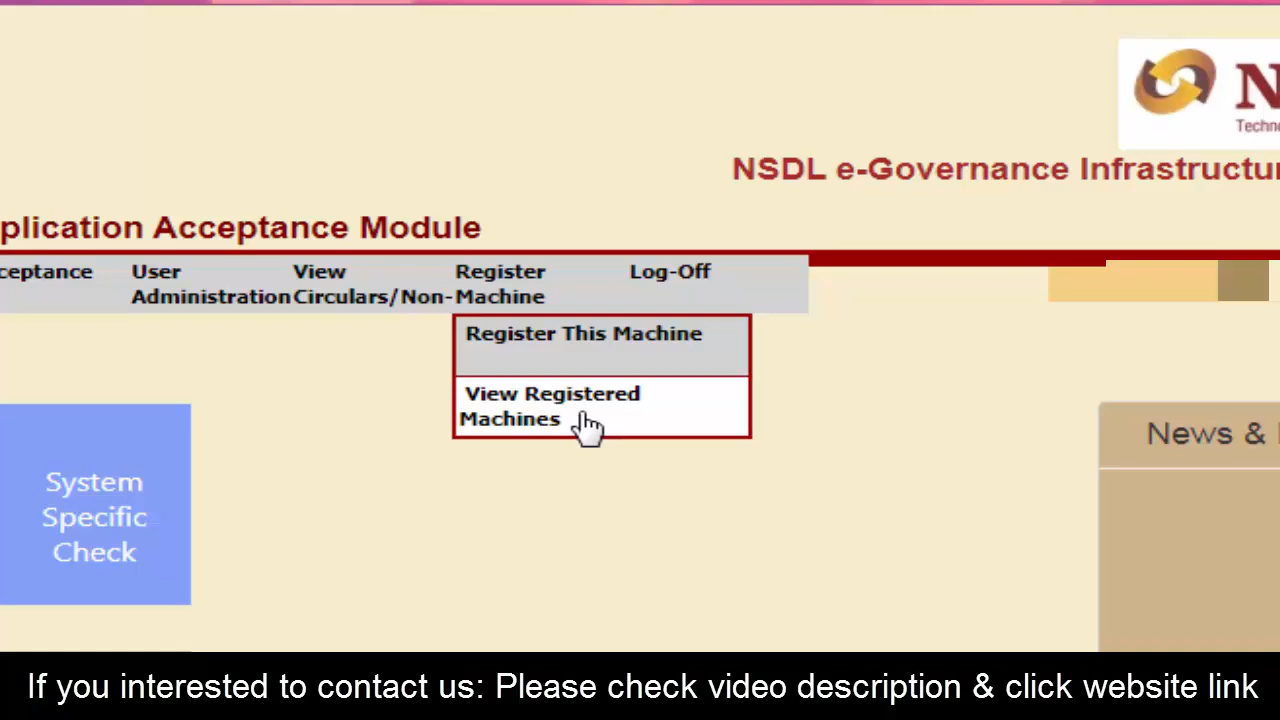 N
Techno
NSDL e-Governance Infrastructur
plication Acceptance Module
ceptance User Administration View Circulars/Non- Register Machine Log-Off
Register This Machine
View Registered
Machines
System
Specific
Check
News &
If you interested to contact us: Please check video description & click website link